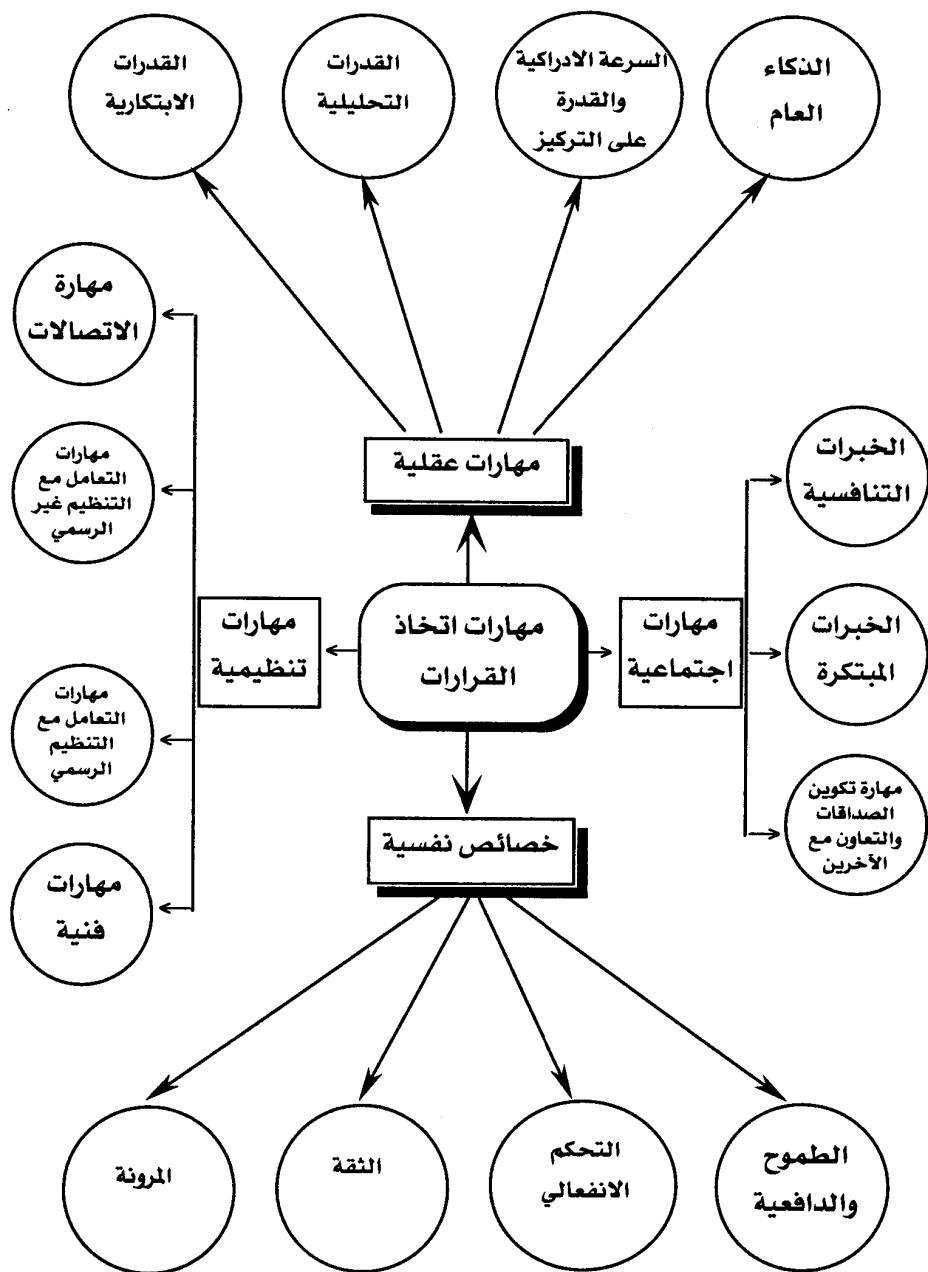 الذكاء
العام
السرعة الادراكية
والقدرة
على التركيز
القدرات
التحليلية
القدرات
الابتكارية
مهارات عقلية
مهارات اتخاذ
القرارات
مهارات
اجتماعية
الخبرات
التنافسية
الخبرات
المبتكرة
مهارة تكوين
الصداقات
والتعاون مع
الآخرين
مهارات
تنظيمية
مهارة
الاتصالات
مهارات
التعامل مع
التنظيم غير
الرسمي
مهارات
التعامل مع
التنظيم
الرسمي
مهارات
فنية
خصائص نفسية
الطموح
والدافعية
التحكم
الانفعالي
الثقة
المرونة